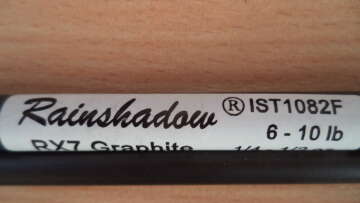 Rainshadow® IST1082F
6 - 10 lb
RX7 Graphite